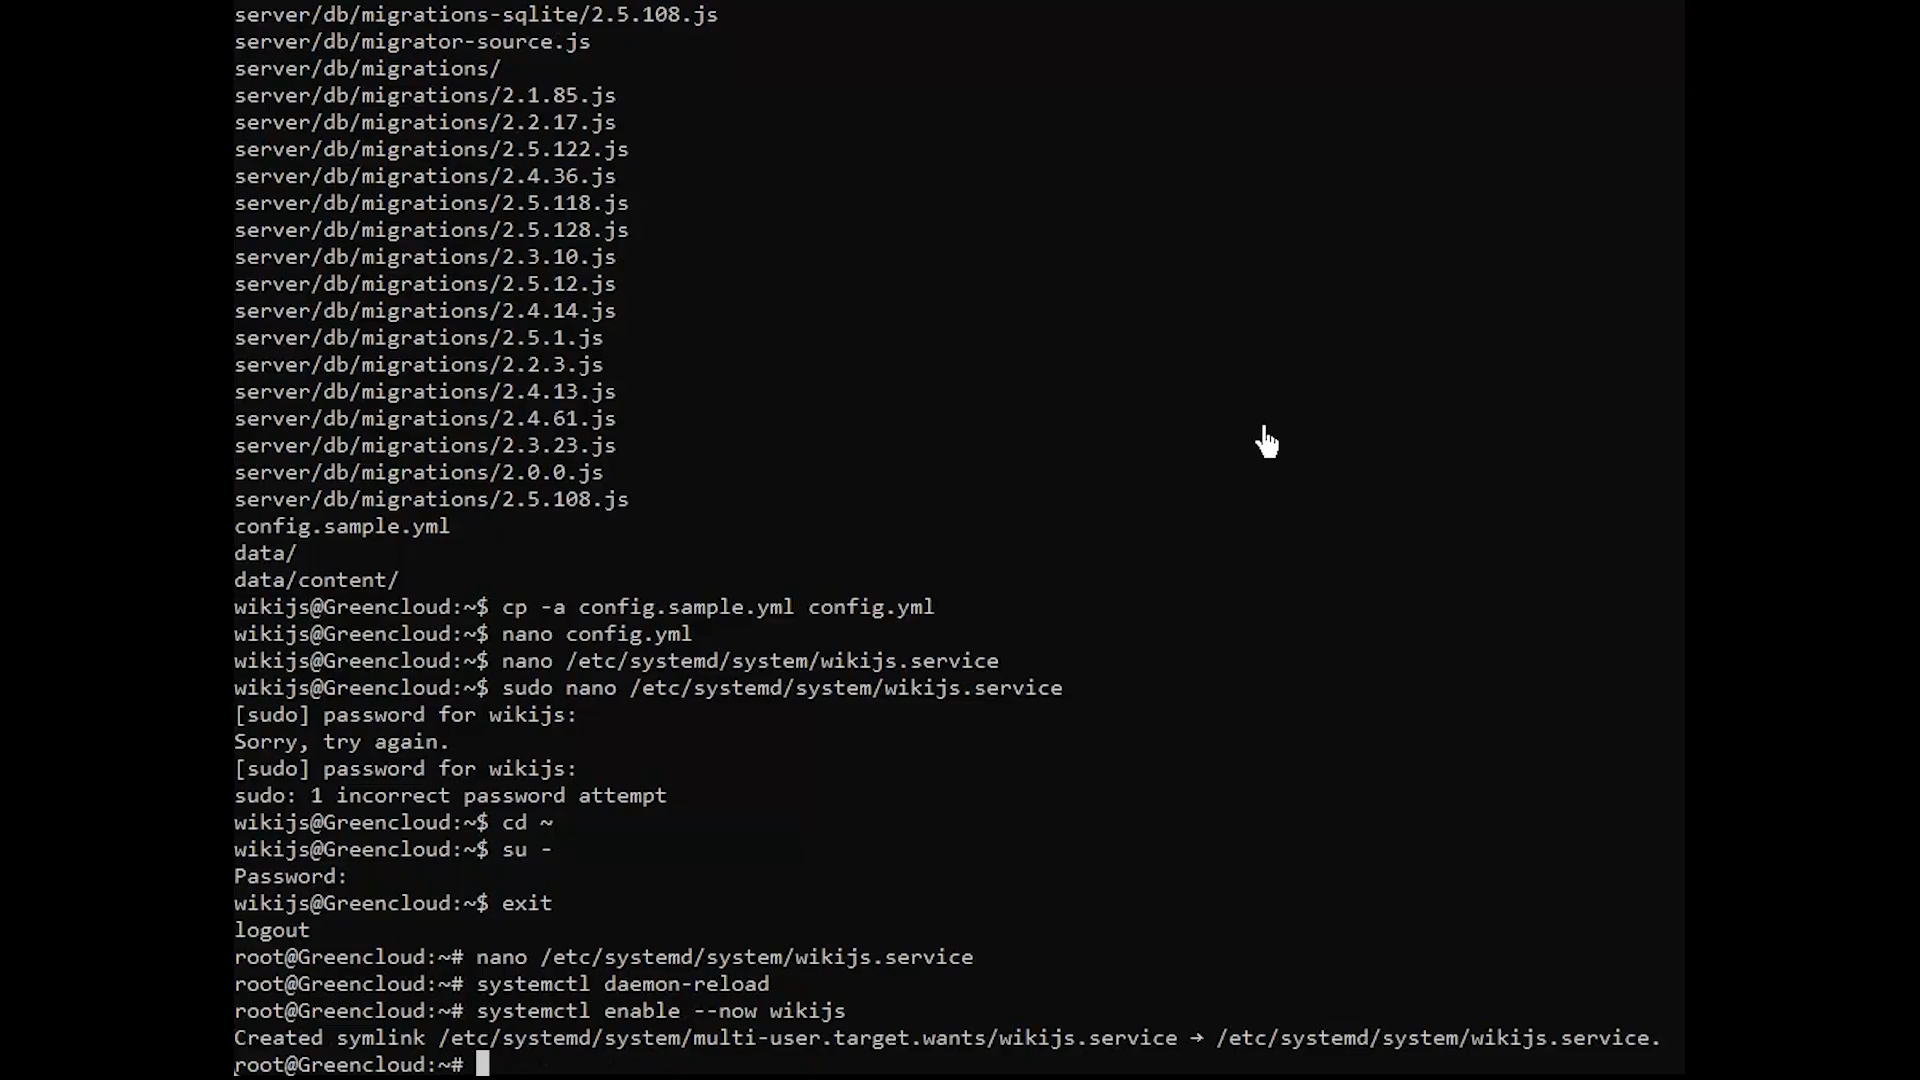 server/db/migrations-sqlite/2.5.108.js
server/db/migrator-source.js
server/db/migrations/
server/db/migrations/2.1.85.js
server/db/migrations/2.2.17.js
server/db/migrations/2.5.122.js
server/db/migrations/2.4.36.js
server/db/migrations/2.5.118.js
server/db/migrations/2.5.128.js
server/db/migrations/2.3.10.js
server/db/migrations/2.5.12.js
server/db/migrations/2.4.14.js
server/db/migrations/2.5.1.js
server/db/migrations/2.2.3.js
server/db/migrations/2.4.13.js
server/db/migrations/2.4.61.js
server/db/migrations/2.3.23.js
server/db/migrations/2.0.0.js
server/db/migrations/2.5.108.js
config.sample.yml
data/
data/content/
wikijs@Greencloud:~$ cp -a config.sample.yml config.yml
wikijs@Greencloud:~$ nano config.yml
wikijs@Greencloud:~$ nano /etc/systemd/system/wikijs.service
wikijs@Greencloud:~$ sudo nano /etc/systemd/system/wikijs.service
[sudo] password for wikijs:
Sorry, try again.
[sudo] password for wikijs:
sudo: 1 incorrect password attempt
wikijs@Greencloud:~$ cd ~
wikijs@Greencloud:~$ su -
Password:
wikijs@Greencloud:~$ exit
logout
root@Greencloud:~# nano /etc/systemd/system/wikijs.service
root@Greencloud:~# systemctl daemon-reload
root@Greencloud:~# systemctl enable --now wikijs
Created symlink /etc/systemd/system/multi-user.target.wants/wikijs.service → /etc/systemd/system/wikijs.service.
root@Greencloud:~#